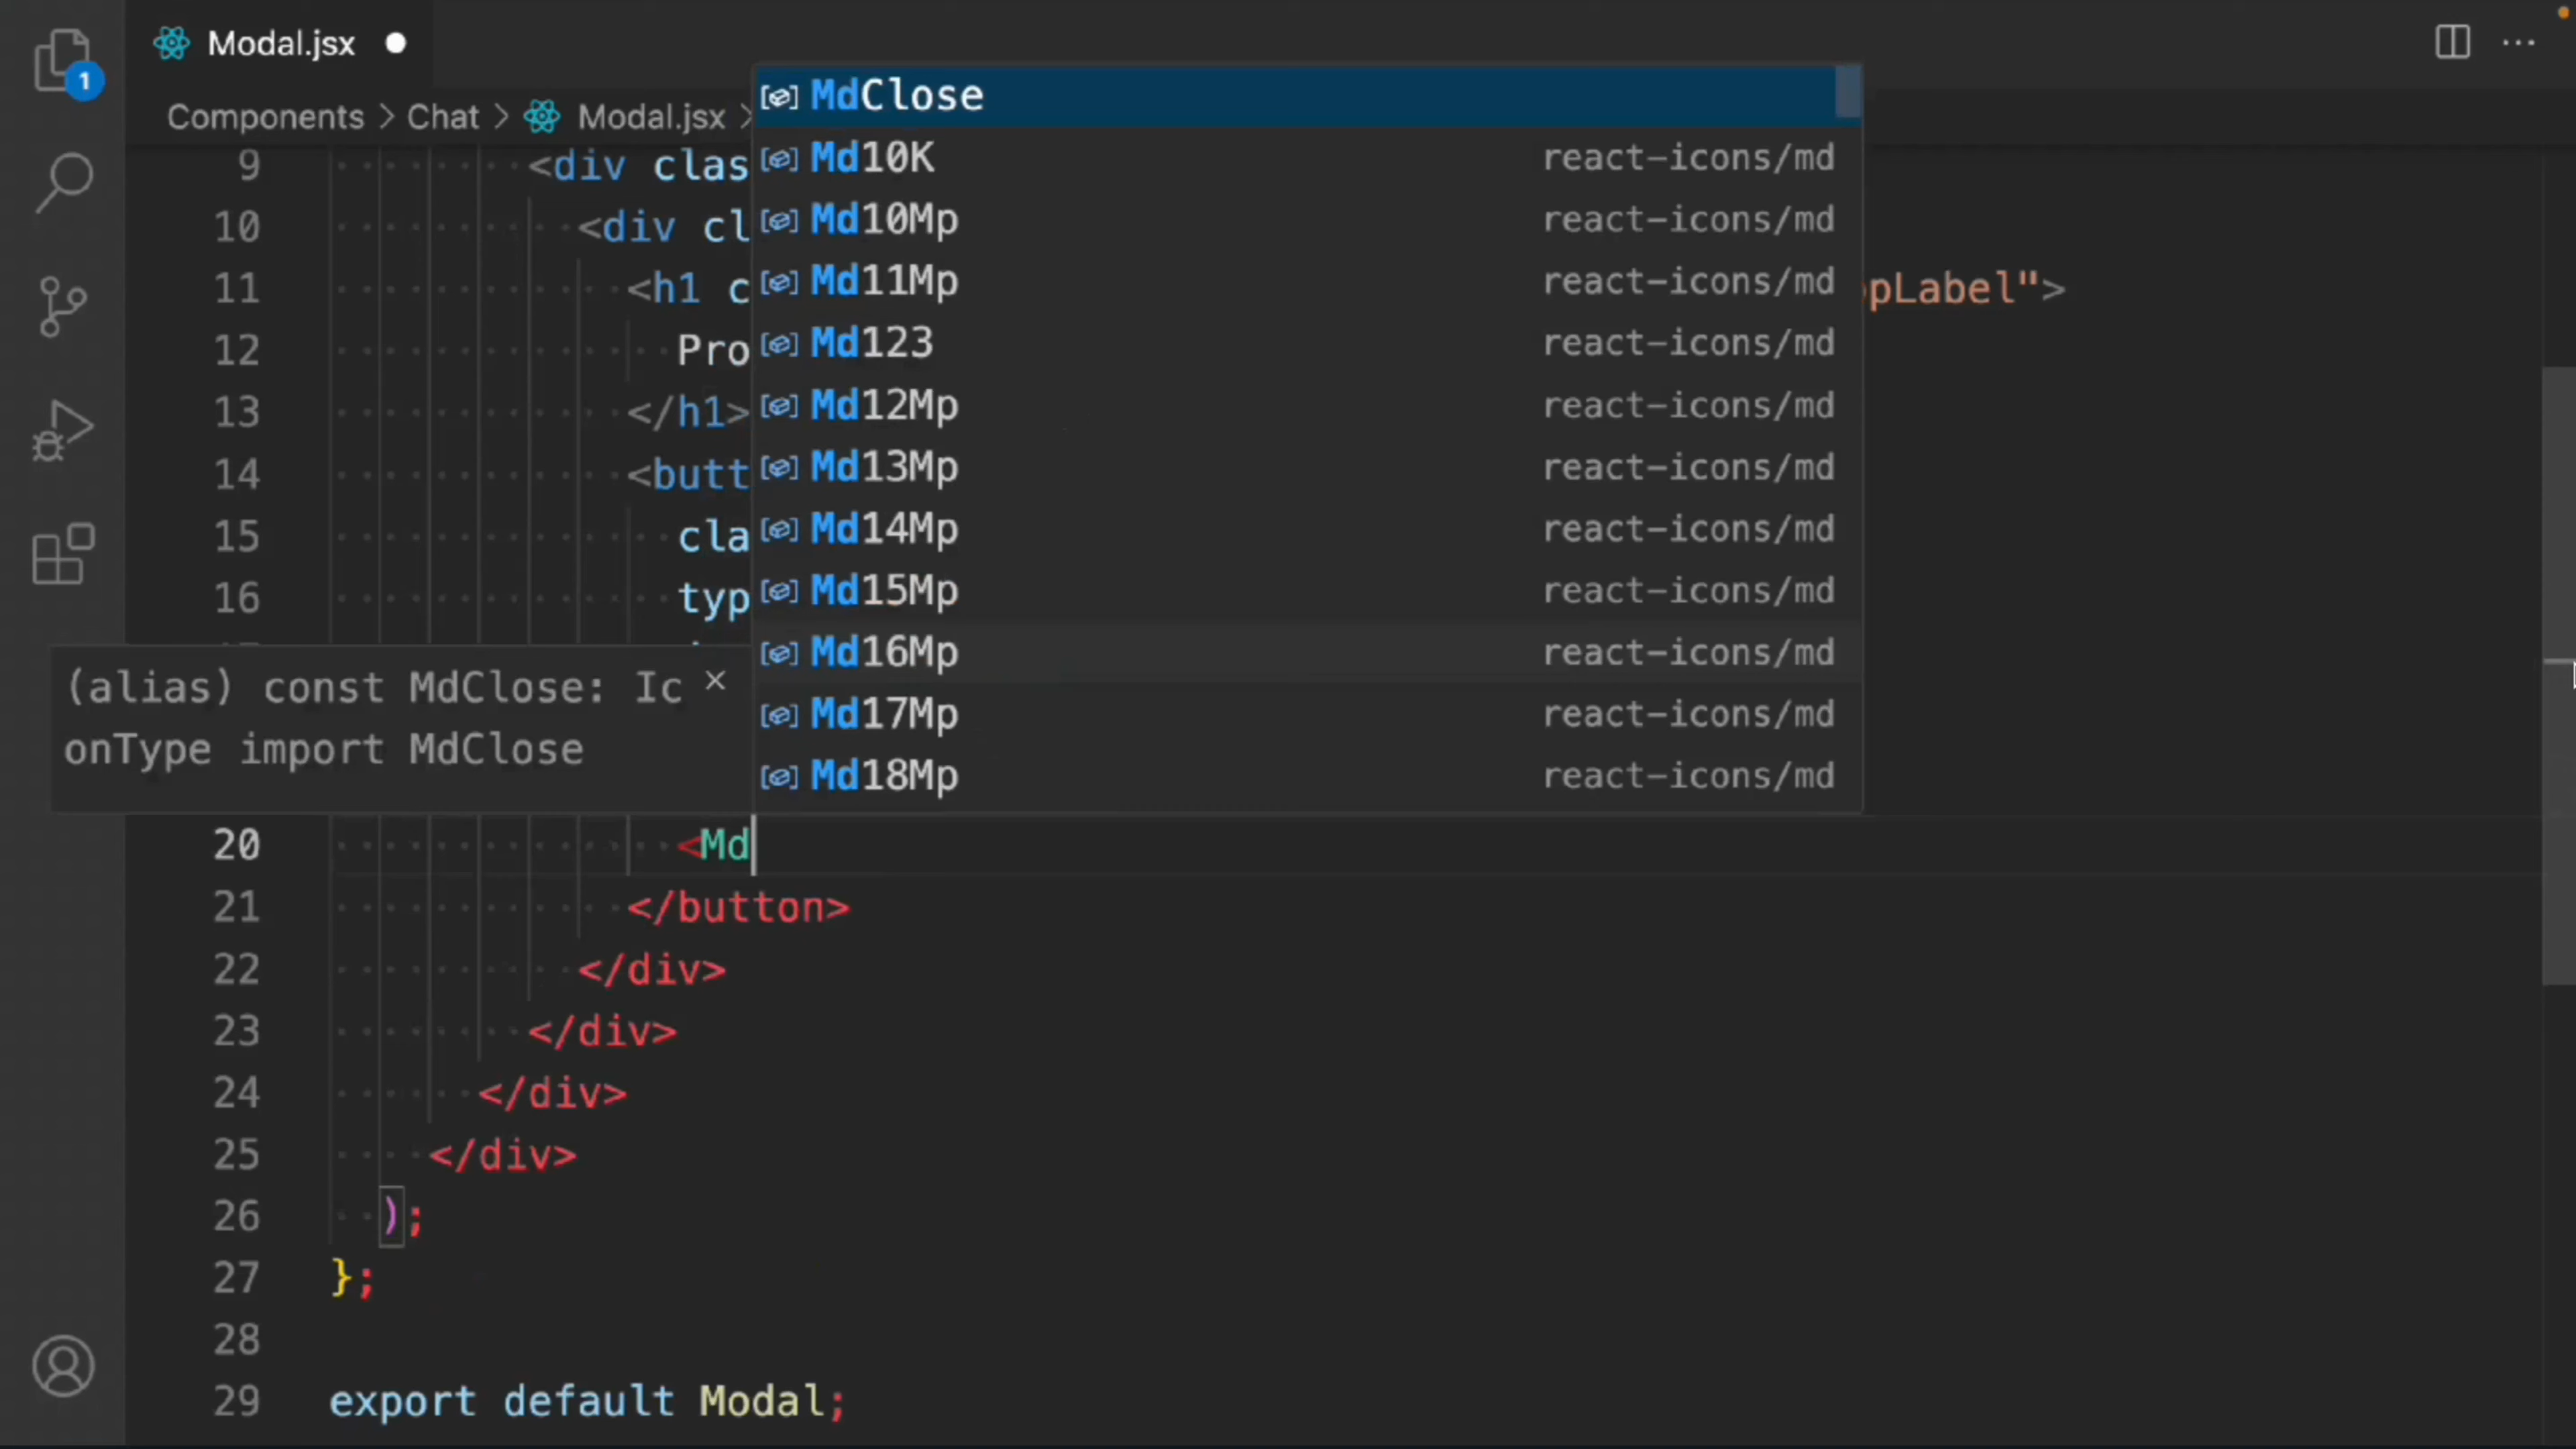 Modal.jsx
1
Components > Chat > Modal.jsx >
MdClose
Md10K react-icons/md
Md10Mp react-icons/md
Md11Mp react-icons/md
Md123 react-icons/md
Md12Mp react-icons/md
Md13Mp react-icons/md
Md14Mp react-icons/md
Md15Mp react-icons/md
Md16Mp react-icons/md
Md17Mp react-icons/md
Md18Mp react-icons/md
9 <div clas
10 <div cl
11 <h1 c pLabel">
12 Pro
13 </h1>
14 <butt
15 cla
16 typ
(alias) const MdClose: Ic
onType import MdClose
20 <Md
21 </button>
22 </div>
23 </div>
24 </div>
25 </div>
26 );
27 };
28
29 export default Modal;